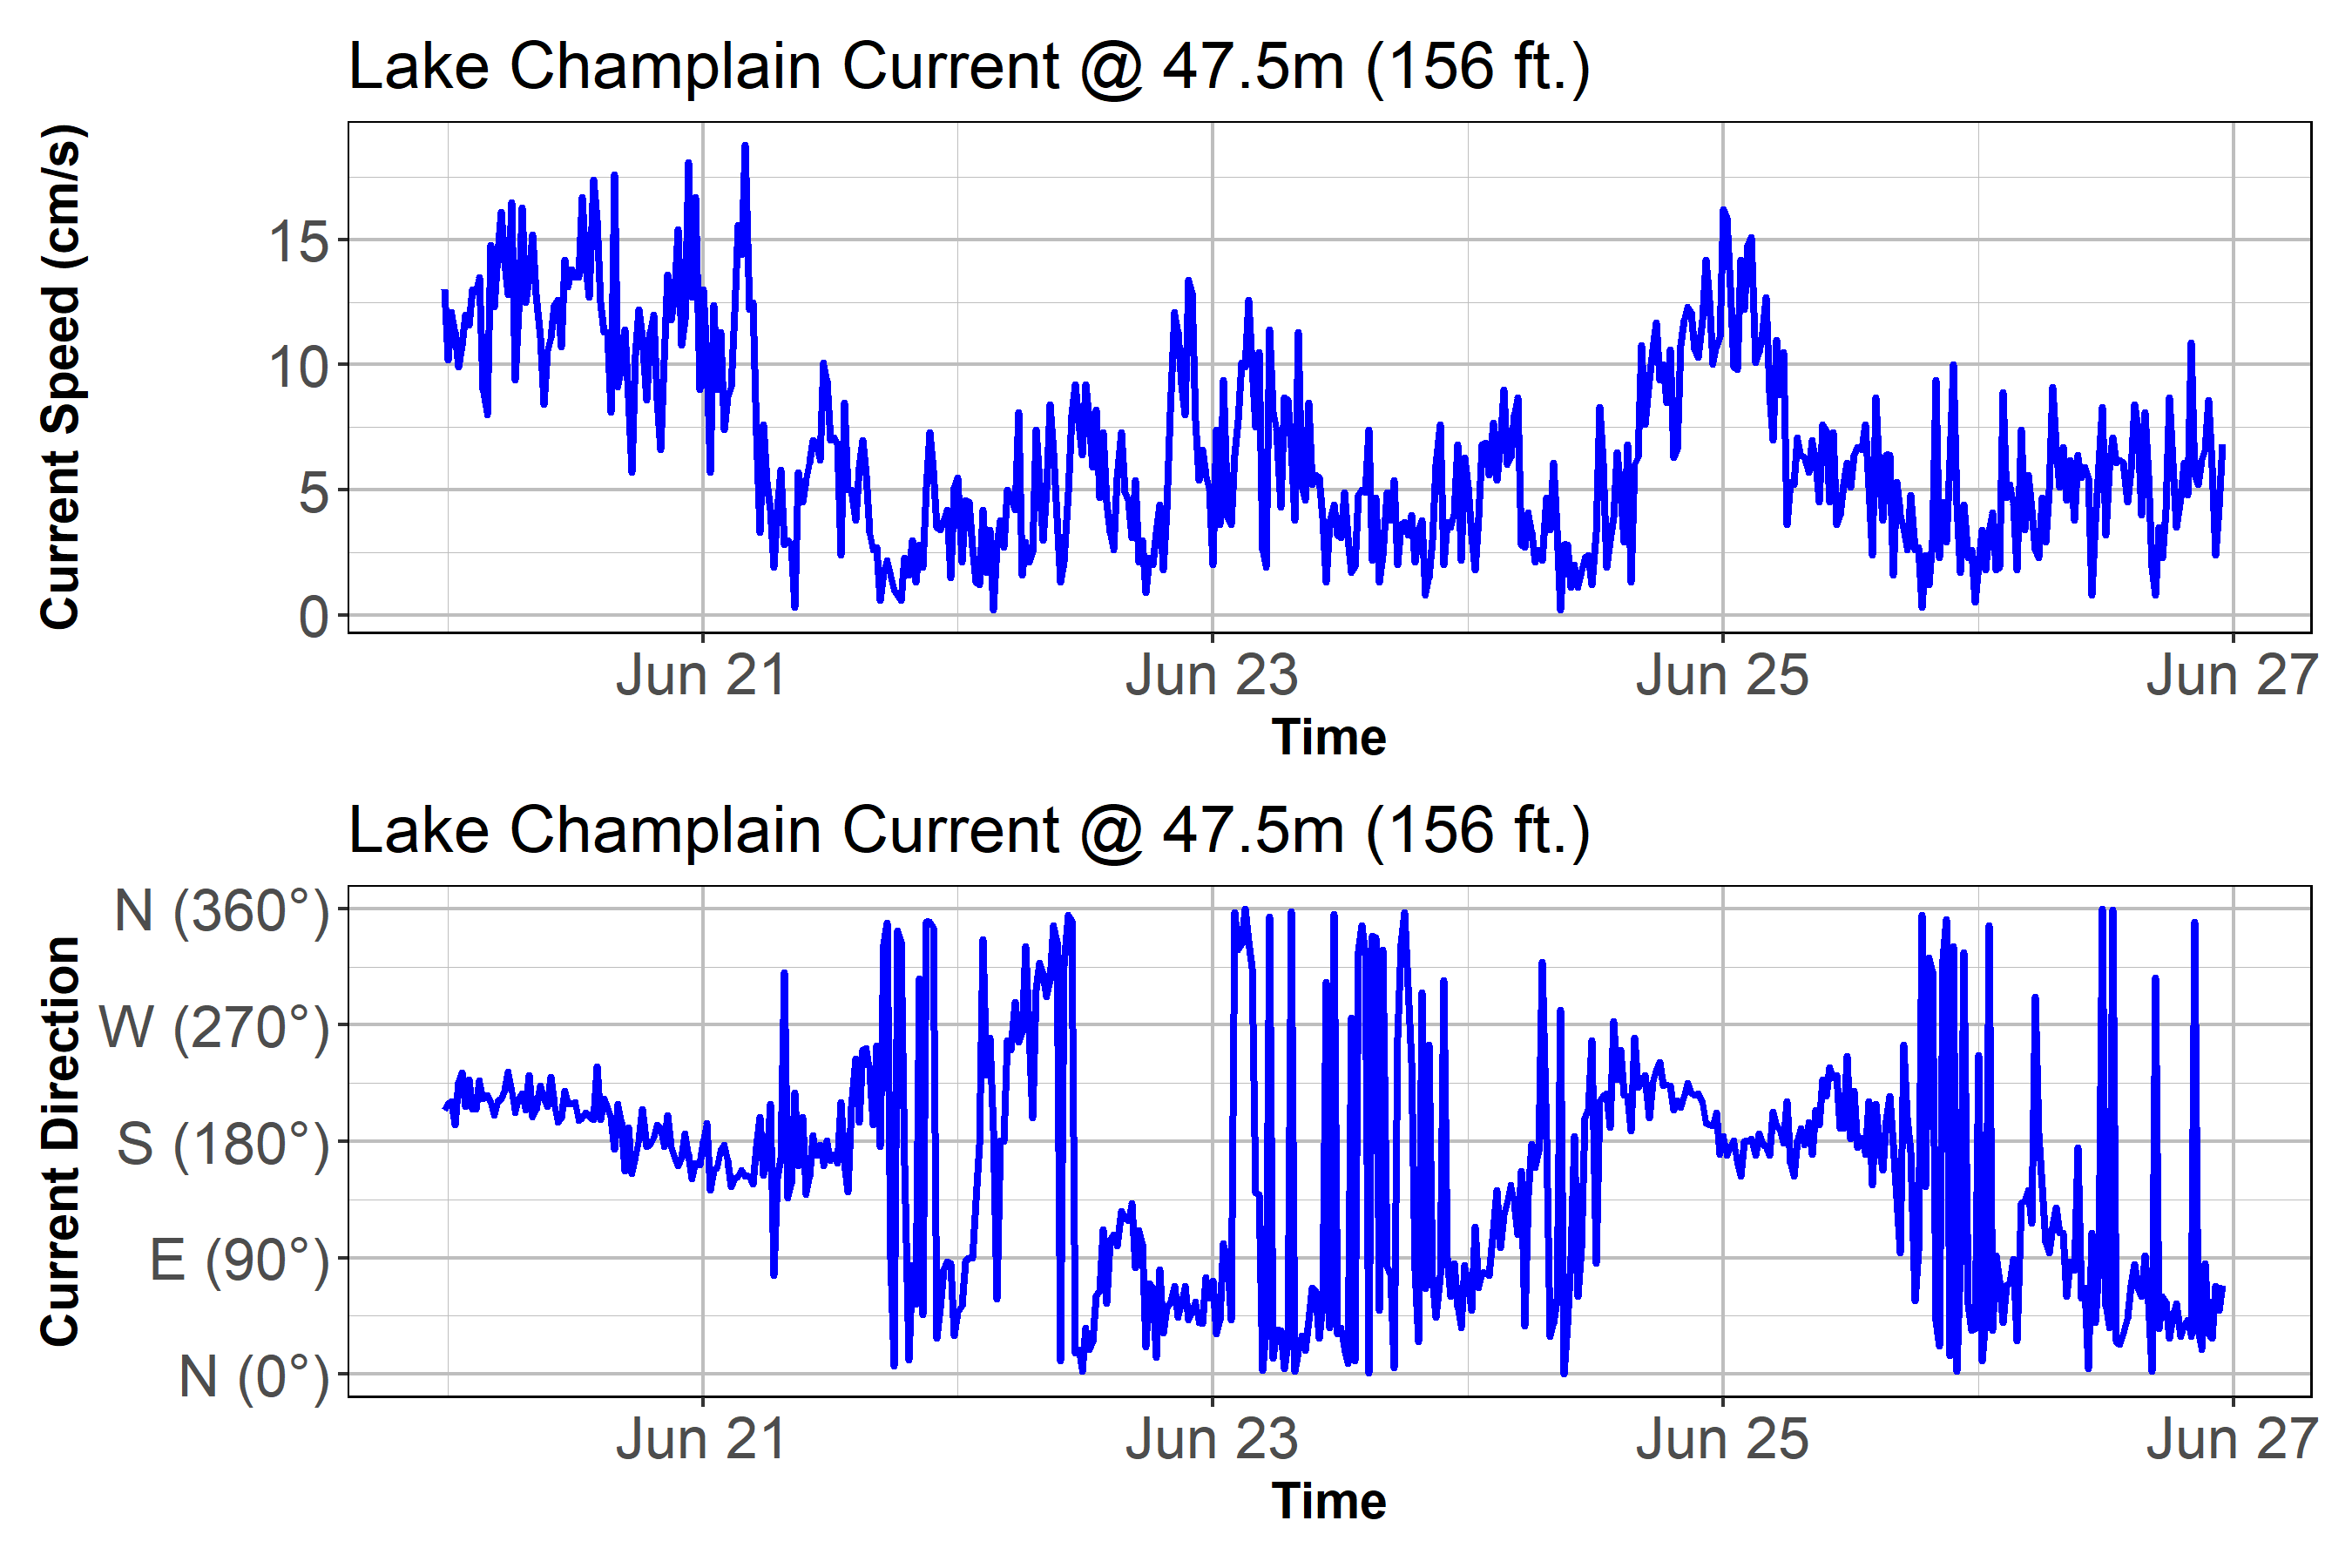 Lake Champlain Current @ 47.5m (156 ft.)
Current Speed (cm/s)
15
10
5
0
Jun 21 Jun 23 Jun 25 Jun 27
Time
Lake Champlain Current @ 47.5m (156 ft.)
Current Direction
N (360°)
W (270°)
S (180°)
E (90°)
N (0°)
Jun 21 Jun 23 Jun 25 Jun 27
Time